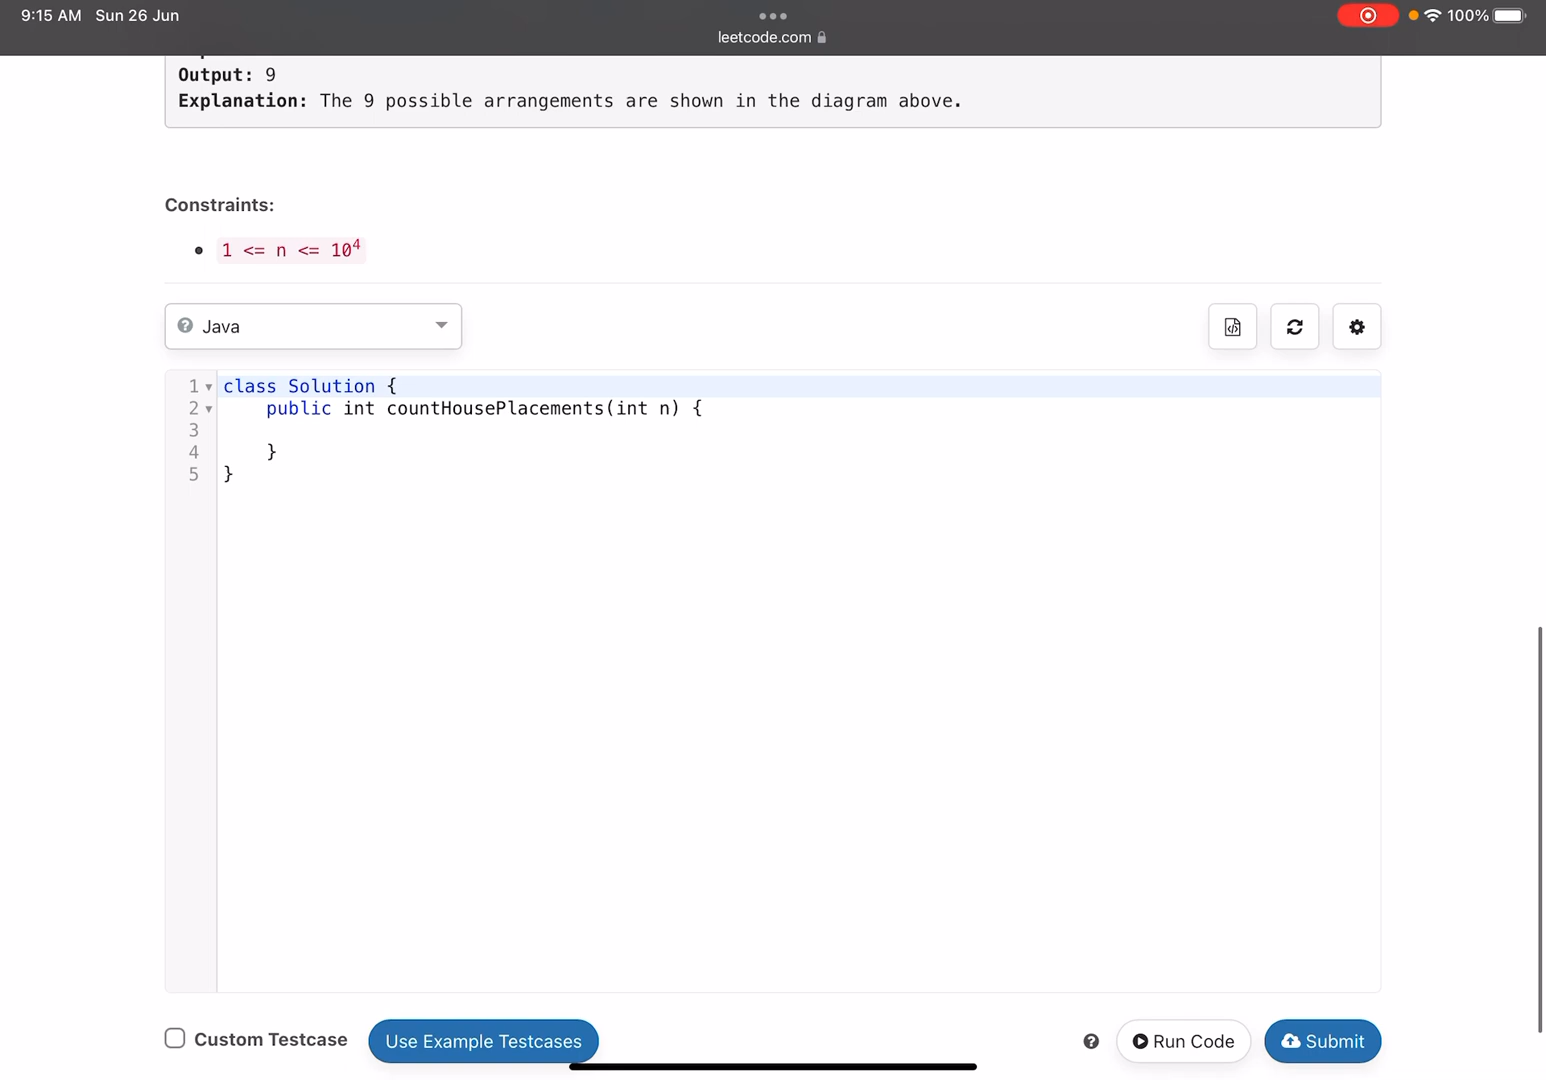 9:15 AM Sun 26 Jun
100%
leetcode.com
Output: 9
Explanation: The 9 possible arrangements are shown in the diagram above.
Constraints:
1 <= n <= 10⁴
Java
1 class Solution {
2 public int countHousePlacements(int n) {
3
4 }
5 }
Custom Testcase
Use Example Testcases
Run Code
Submit